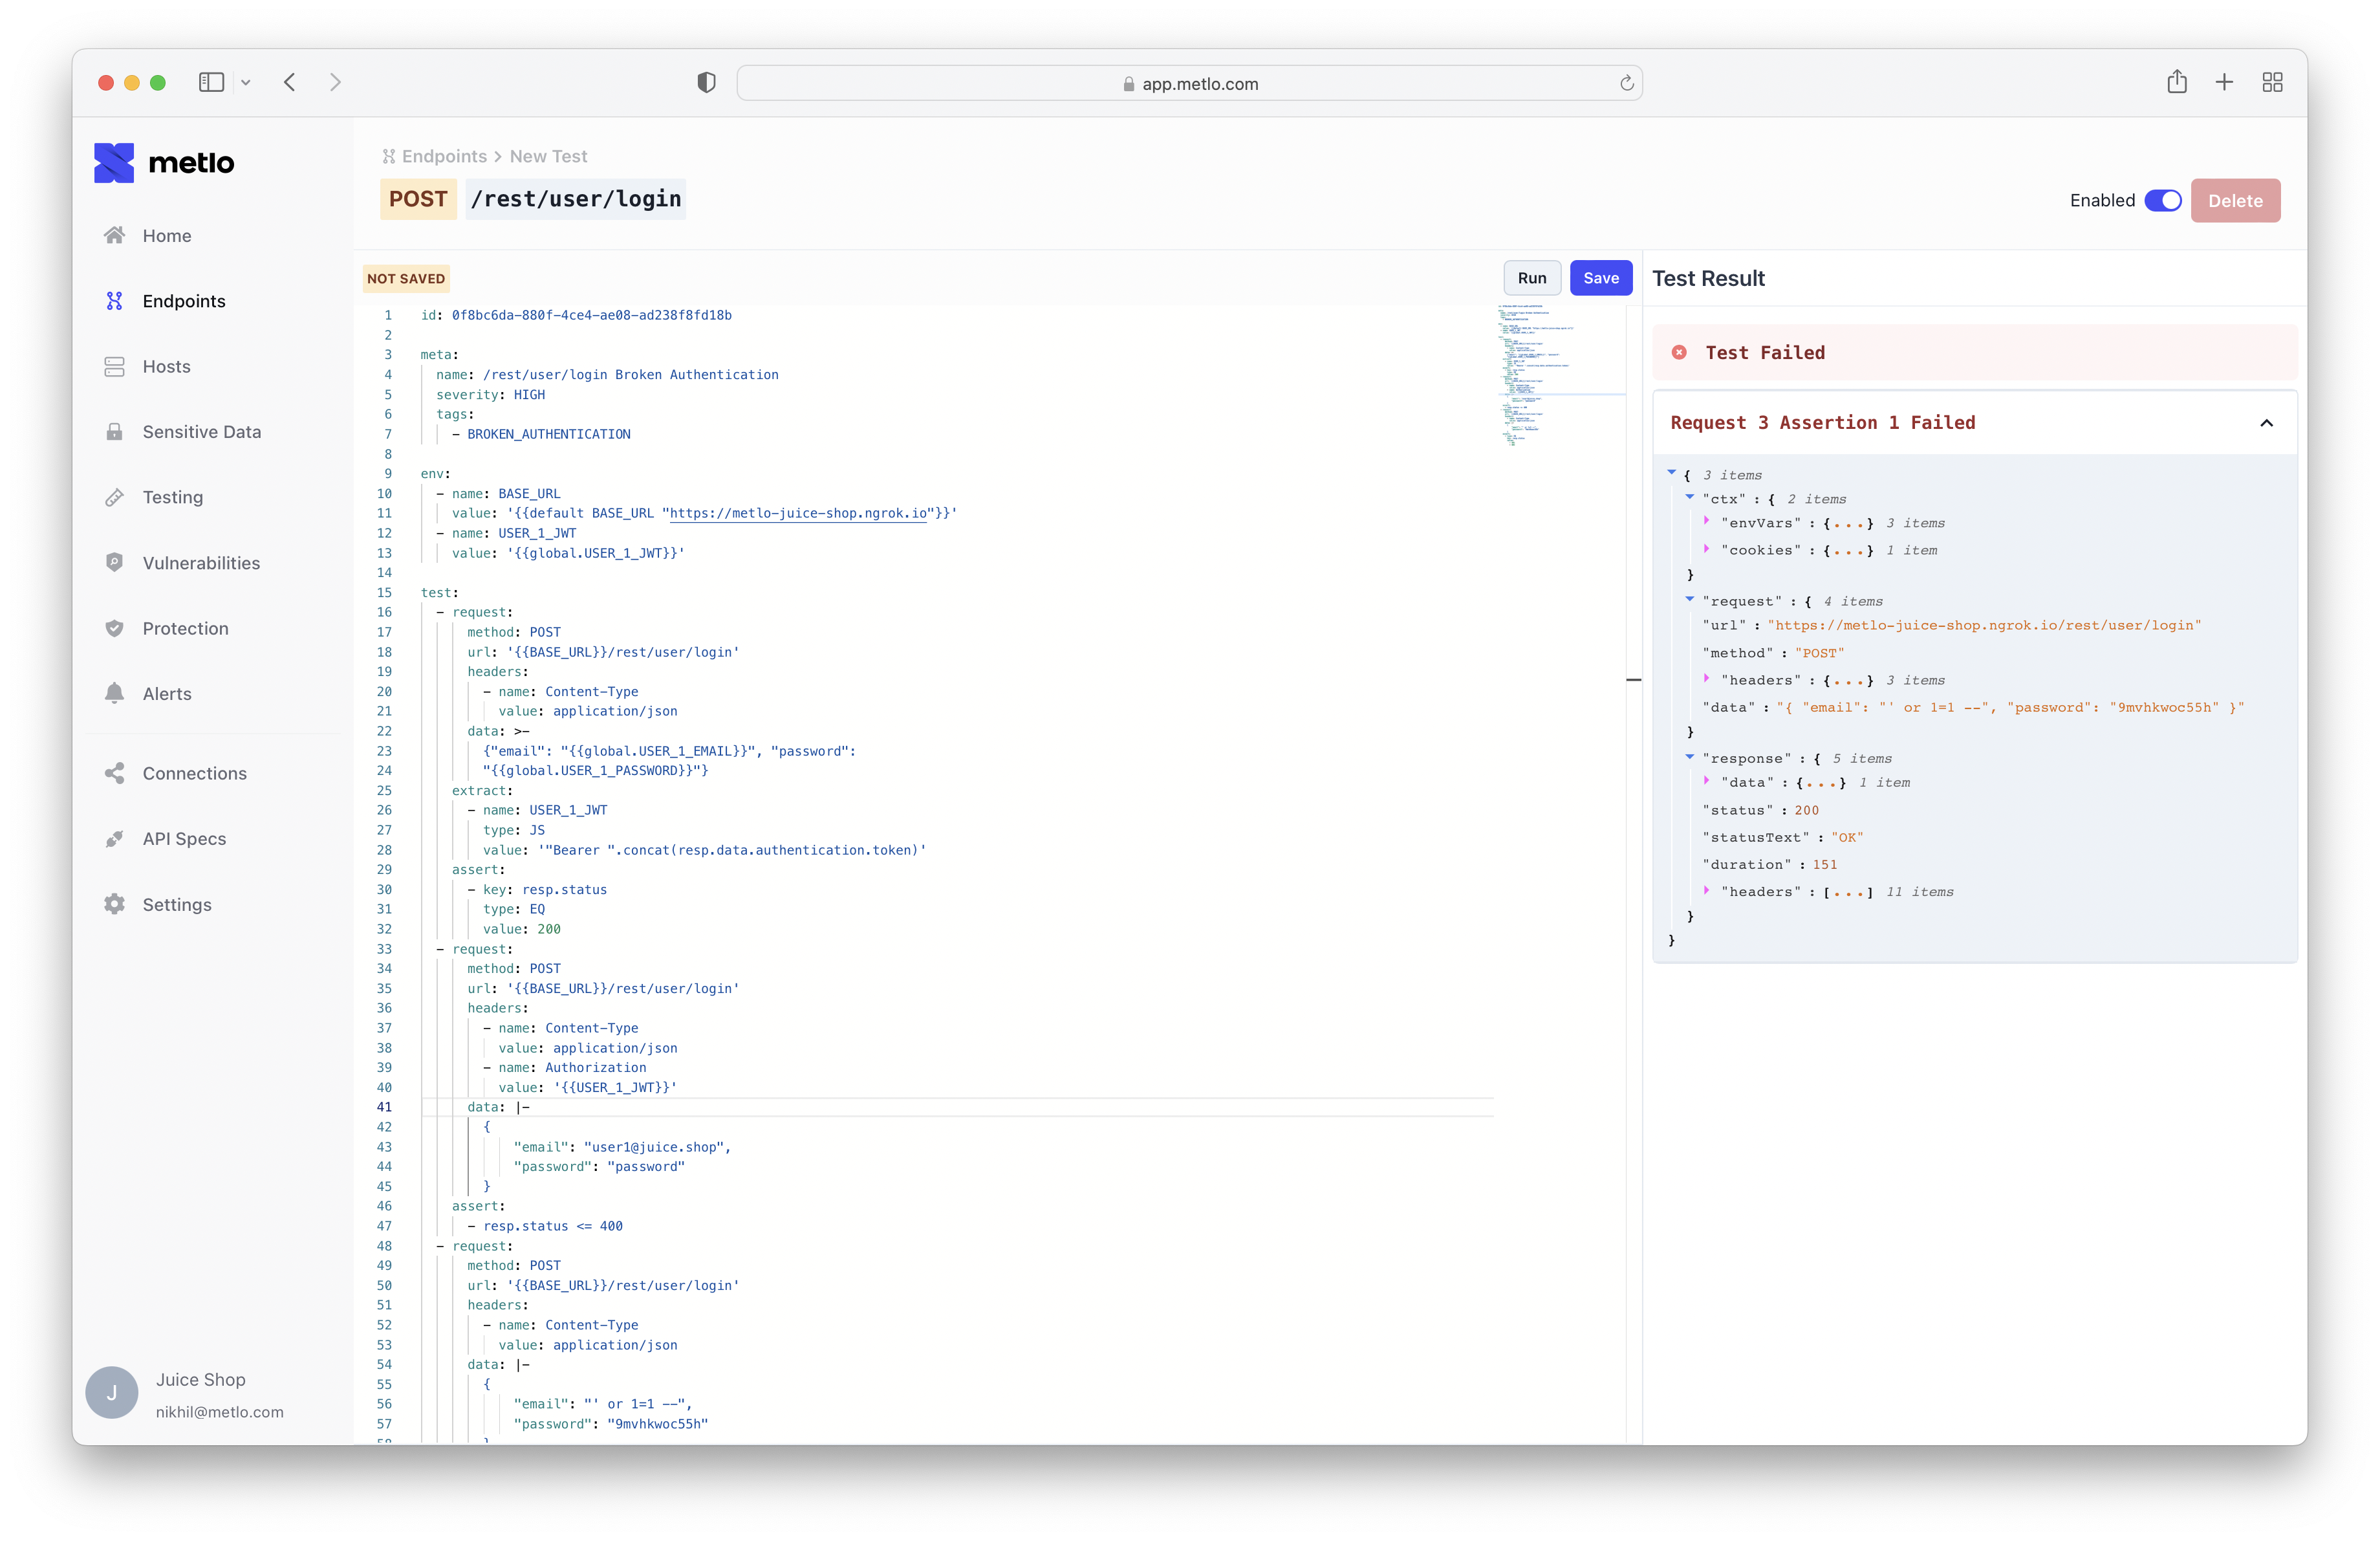 app.metlo.com
metlo
Home
Endpoints
Hosts
Sensitive Data
Testing
Vulnerabilities
Protection
Alerts
Connections
API Specs
Settings
J
Juice Shop
nikhil@metlo.com
Endpoints > New Test
POST /rest/user/login
Enabled Delete
NOT SAVED
Run Save
1 id: 0f8bc6da-880f-4ce4-ae08-ad238f8fd18b
2
3 meta:
4 name: /rest/user/login Broken Authentication
5 severity: HIGH
6 tags:
7 - BROKEN_AUTHENTICATION
8
9 env:
10 - name: BASE_URL
11 value: '{{default BASE_URL "https://metlo-juice-shop.ngrok.io"}}'
12 - name: USER_1_JWT
13 value: '{{global.USER_1_JWT}}'
14
15 test:
16 - request:
17 method: POST
18 url: '{{BASE_URL}}/rest/user/login'
19 headers:
20 - name: Content-Type
21 value: application/json
22 data: >-
23 {"email": "{{global.USER_1_EMAIL}}", "password":
24 "{{global.USER_1_PASSWORD}}"}
25 extract:
26 - name: USER_1_JWT
27 type: JS
28 value: '"Bearer ".concat(resp.data.authentication.token)'
29 assert:
30 - key: resp.status
31 type: EQ
32 value: 200
33 - request:
34 method: POST
35 url: '{{BASE_URL}}/rest/user/login'
36 headers:
37 - name: Content-Type
38 value: application/json
39 - name: Authorization
40 value: '{{USER_1_JWT}}'
41 data: |-
42 {
43 "email": "user1@juice.shop",
44 "password": "password"
45 }
46 assert:
47 - resp.status <= 400
48 - request:
49 method: POST
50 url: '{{BASE_URL}}/rest/user/login'
51 headers:
52 - name: Content-Type
53 value: application/json
54 data: |-
55 {
56 "email": "' or 1=1 --",
57 "password": "9mvhkwoc55h"
Test Result
Test Failed
Request 3 Assertion 1 Failed
{ 3 items
"ctx" : { 2 items
"envVars" : {...} 3 items
"cookies" : {...} 1 item
}
"request" : { 4 items
"url" : "https://metlo-juice-shop.ngrok.io/rest/user/login"
"method" : "POST"
"headers" : {...} 3 items
"data" : "{ "email": "' or 1=1 --", "password": "9mvhkwoc55h" }"
}
"response" : { 5 items
"data" : {...} 1 item
"status" : 200
"statusText" : "OK"
"duration" : 151
"headers" : [...] 11 items
}
}